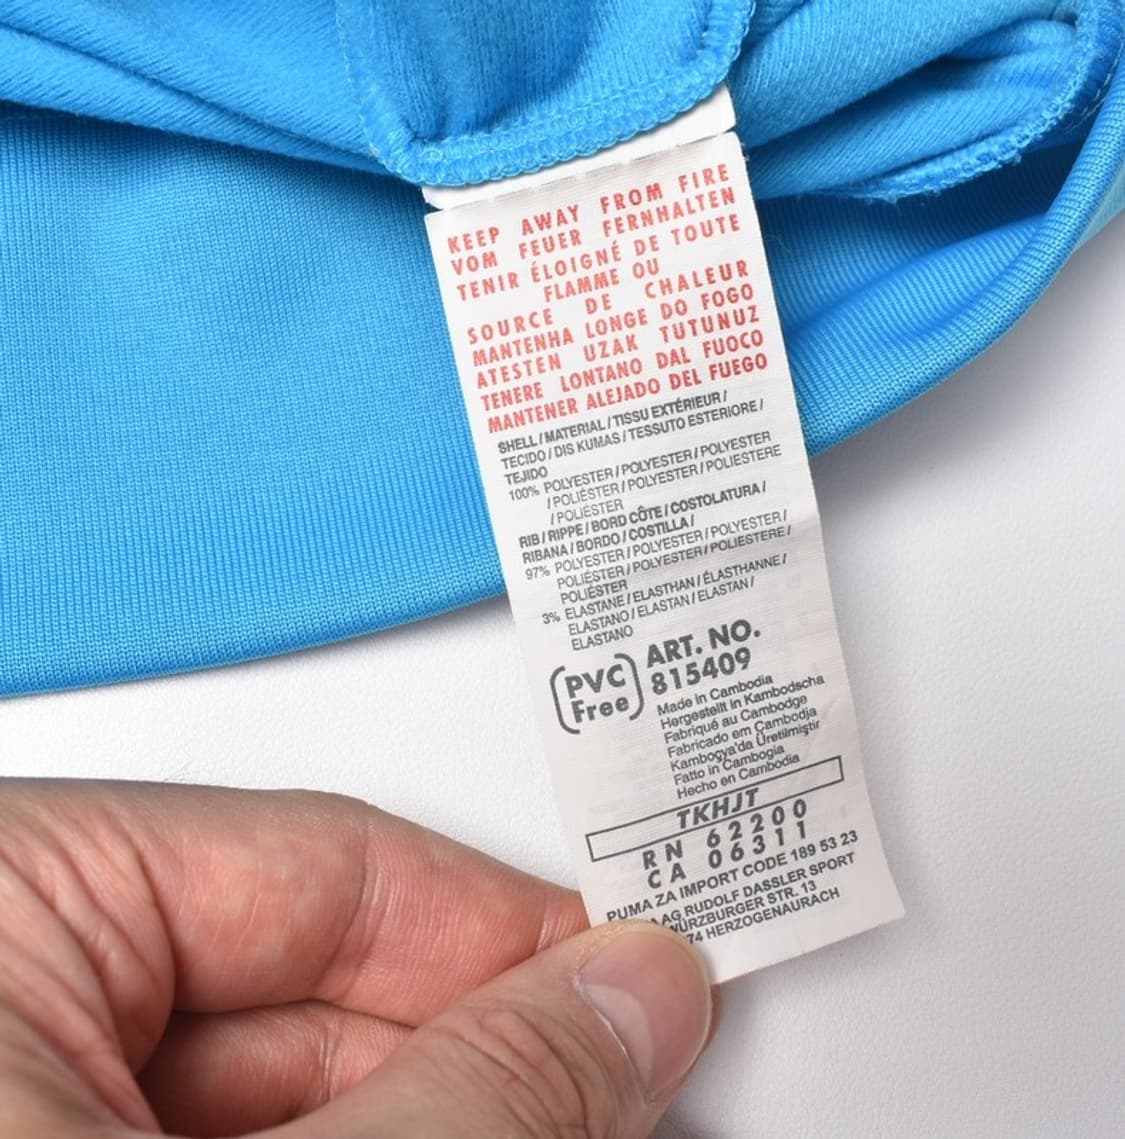 KEEP AWAY FROM FIRE
VOM FEUER FERNHALTEN
TENIR ÉLOIGNÉ DE TOUTE
FLAMME OU
SOURCE DE CHALEUR
MANTENHA LONGE DO FOGO
ATESTEN UZAK TUTUNUZ
TENERE LONTANO DAL FUOCO
MANTENER ALEJADO DEL FUEGO
SHELL / MATERIAL / TISSU EXTÉRIEUR /
TECIDO / DIS KUMAS / TESSUTO ESTERIORE /
TEJIDO
100% POLYESTER / POLYESTER / POLYESTER
/ POLIÉSTER / POLYESTER / POLIESTERE
/ POLIÉSTER
RIB / RIPPE / BORD CÔTE / COSTOLATURA /
RIBANA / BORDO / COSTILLA /
97% POLYESTER / POLYESTER / POLYESTER /
POLIÉSTER / POLYESTER / POLIESTERE /
POLIÉSTER
3% ELASTANE / ELASTHAN / ÉLASTHANNE /
ELASTANO / ELASTAN / ELASTAN /
ELASTANO
PVC Free
ART. NO.
815409
Made in Cambodia
Hergestellt in Kambodscha
Fabriqué au Cambodge
Fabricado em Cambodja
Kamboçya'da Üretilmiştir
Fatto in Cambogia
Hecho en Cambodia
TKHJT
RN 62200
CA 06311
PUMA ZA IMPORT CODE 189 53 23
AG RUDOLF DASSLER SPORT
WÜRZBURGER STR. 13
74 HERZOGENAURACH